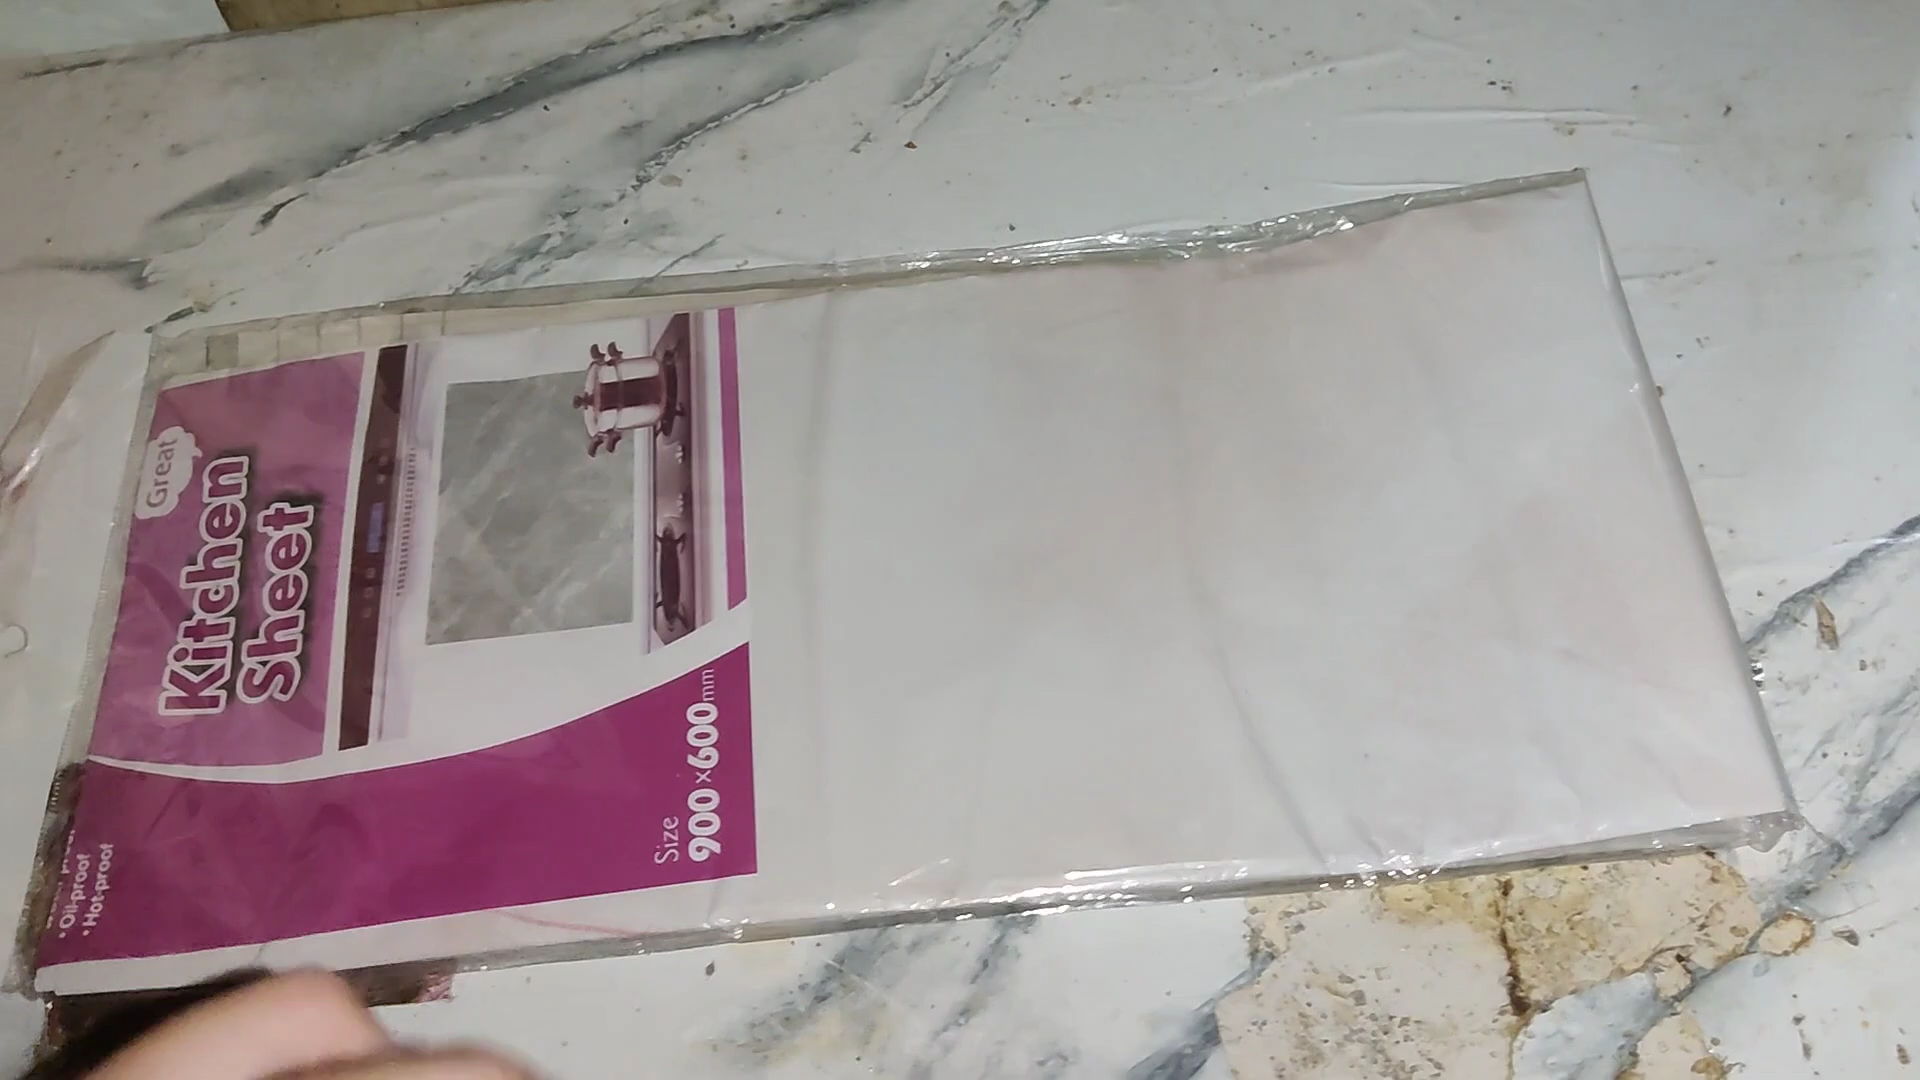 Great
Kitchen
Sheet
•Oil-proof
•Hot-proof
Size
900×600mm